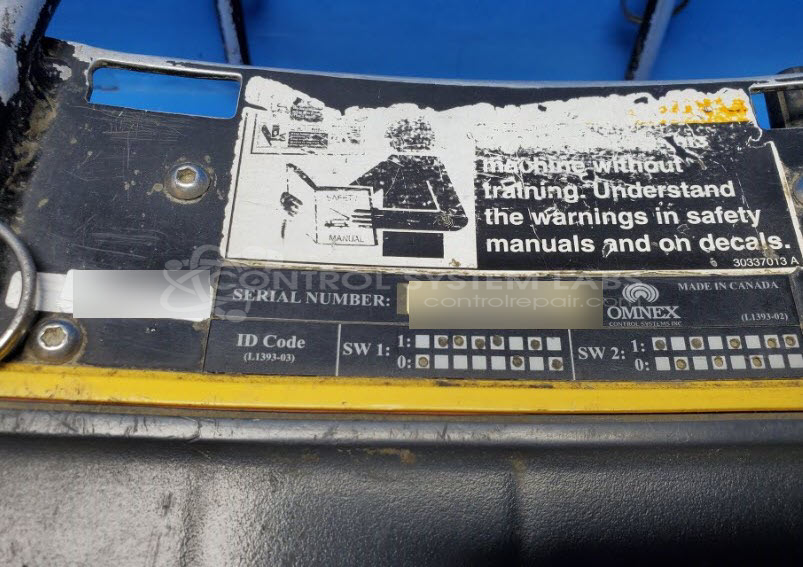 his
machine without
training. Understand
the warnings in safety
manuals and on decals.
30337013 A
SAFETY
MANUAL
CONTROL SYSTEM LABS
controlrepair.com
SERIAL NUMBER:
OMNEX
CONTROL SYSTEMS INC
MADE IN CANADA
(L1393-02)
ID Code
(L1393-03)
SW 1:
1:
0:
SW 2:
1:
0: